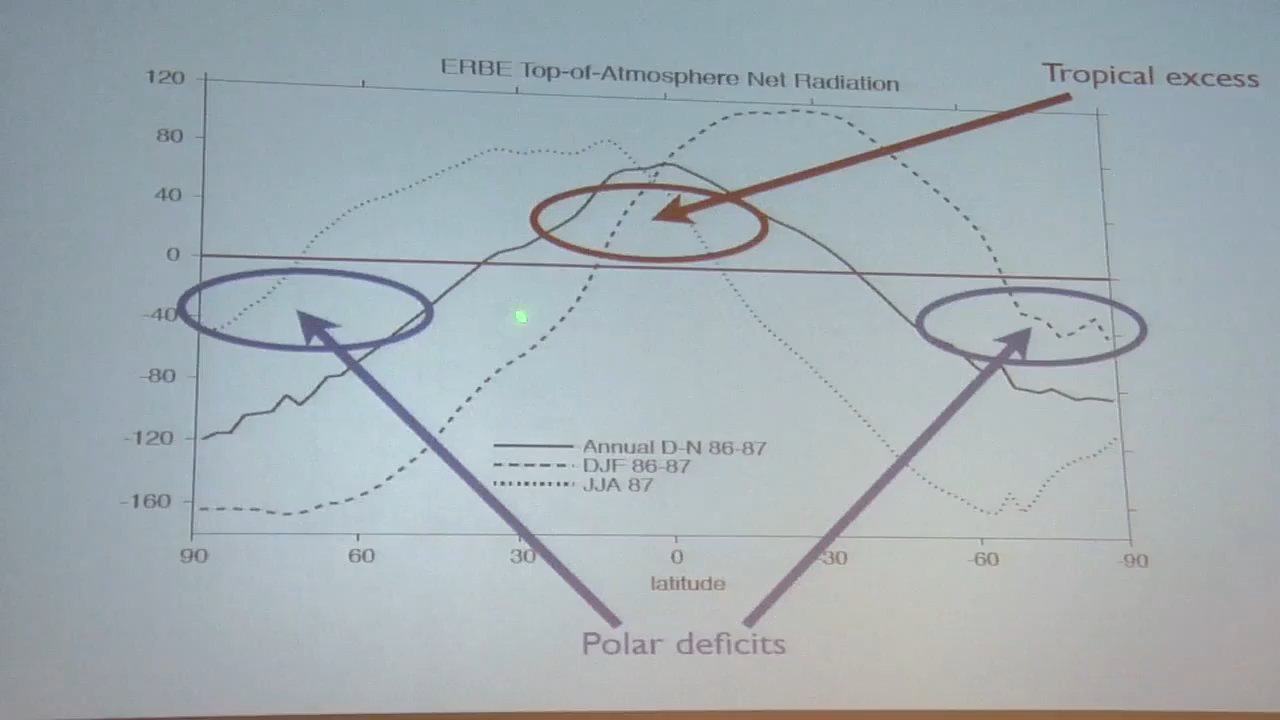 ERBE Top-of-Atmosphere Net Radiation
Tropical excess
120
80
40
0
-40
-80
-120
-160
Annual D-N 86-87
DJF 86-87
JJA 87
90
60
30
0
-30
-60
-90
latitude
Polar deficits